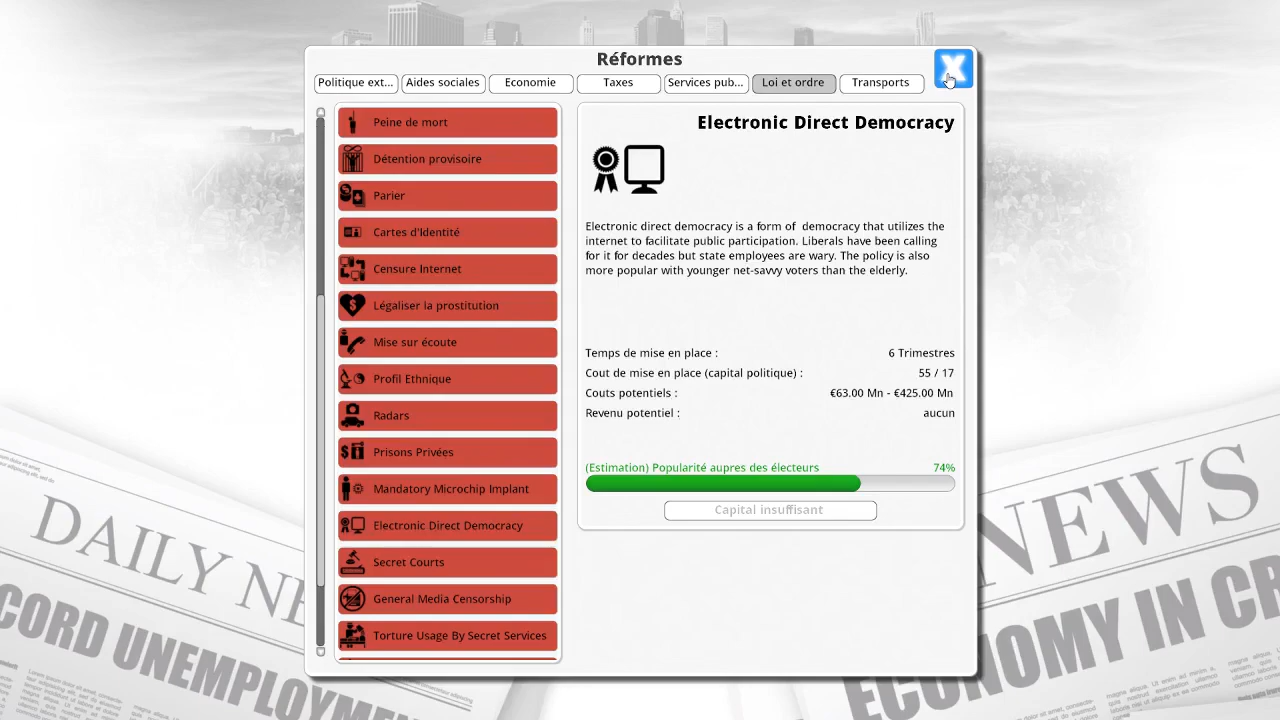 Réformes
X
Politique ext...
Aides sociales
Economie
Taxes
Services pub...
Loi et ordre
Transports
Peine de mort
Détention provisoire
Parier
Cartes d'Identité
Censure Internet
Légaliser la prostitution
Mise sur écoute
Profil Ethnique
Radars
Prisons Privées
Mandatory Microchip Implant
Electronic Direct Democracy
Secret Courts
General Media Censorship
Torture Usage By Secret Services
Electronic Direct Democracy
Electronic direct democracy is a form of democracy that utilizes the
internet to facilitate public participation. Liberals have been calling
for it for decades but state employees are wary. The policy is also
more popular with younger net-savvy voters than the elderly.
Temps de mise en place : 6 Trimestres
Cout de mise en place (capital politique) : 55 / 17
Couts potentiels : €63.00 Mn - €425.00 Mn
Revenu potentiel : aucun
(Estimation) Popularité aupres des électeurs 74%
Capital insuffisant
DAILY NE
CORD UNEMPLOYM
NEWS
ECONOMY IN CR